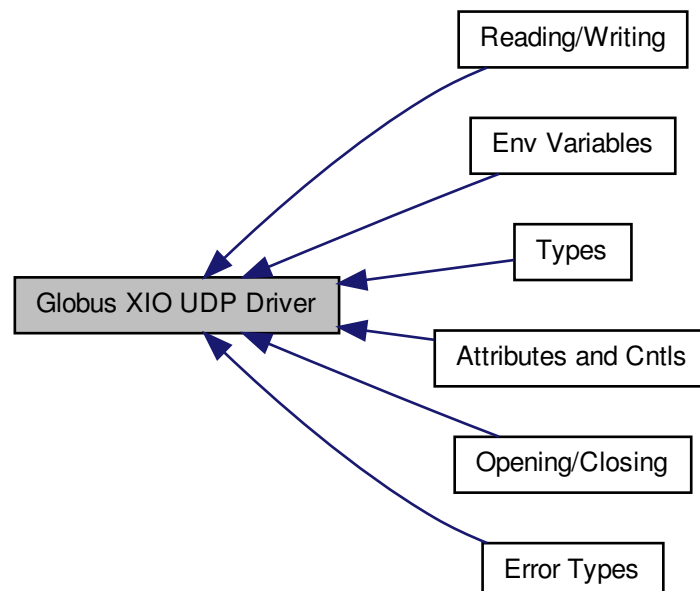 Reading/Writing
Env Variables
Types
Globus XIO UDP Driver
Attributes and Cntls
Opening/Closing
Error Types